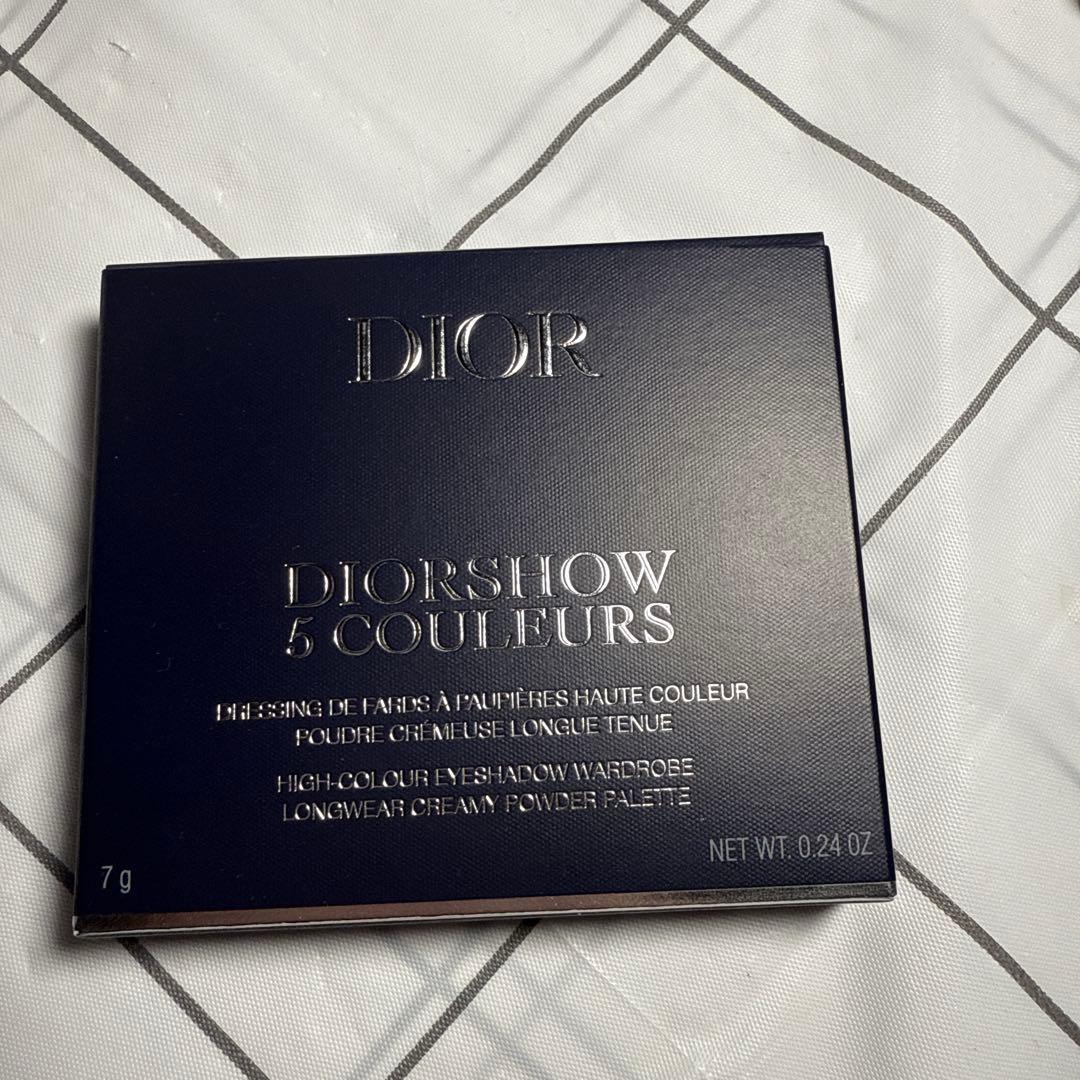 DIOR
DIORSHOW
5 COULEURS
DRESSING DE FARDS À PAUPIÈRES HAUTE COULEUR
POUDRE CRÉMEUSE LONGUE TENUE
HIGH-COLOUR EYESHADOW WARDROBE
LONGWEAR CREAMY POWDER PALETTE
7 g
NET WT. 0.24 OZ